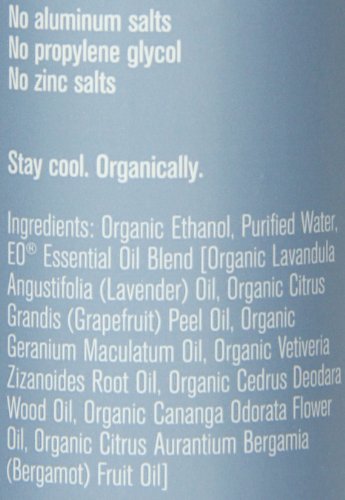 No aluminum salts
No propylene glycol
No zinc salts
Stay cool. Organically.
Ingredients: Organic Ethanol, Purified Water,
EO® Essential Oil Blend [Organic Lavandula
Angustifolia (Lavender) Oil, Organic Citrus
Grandis (Grapefruit) Peel Oil, Organic
Geranium Maculatum Oil, Organic Vetiveria
Zizanoides Root Oil, Organic Cedrus Deodara
Wood Oil, Organic Cananga Odorata Flower
Oil, Organic Citrus Aurantium Bergamia
(Bergamot) Fruit Oil]